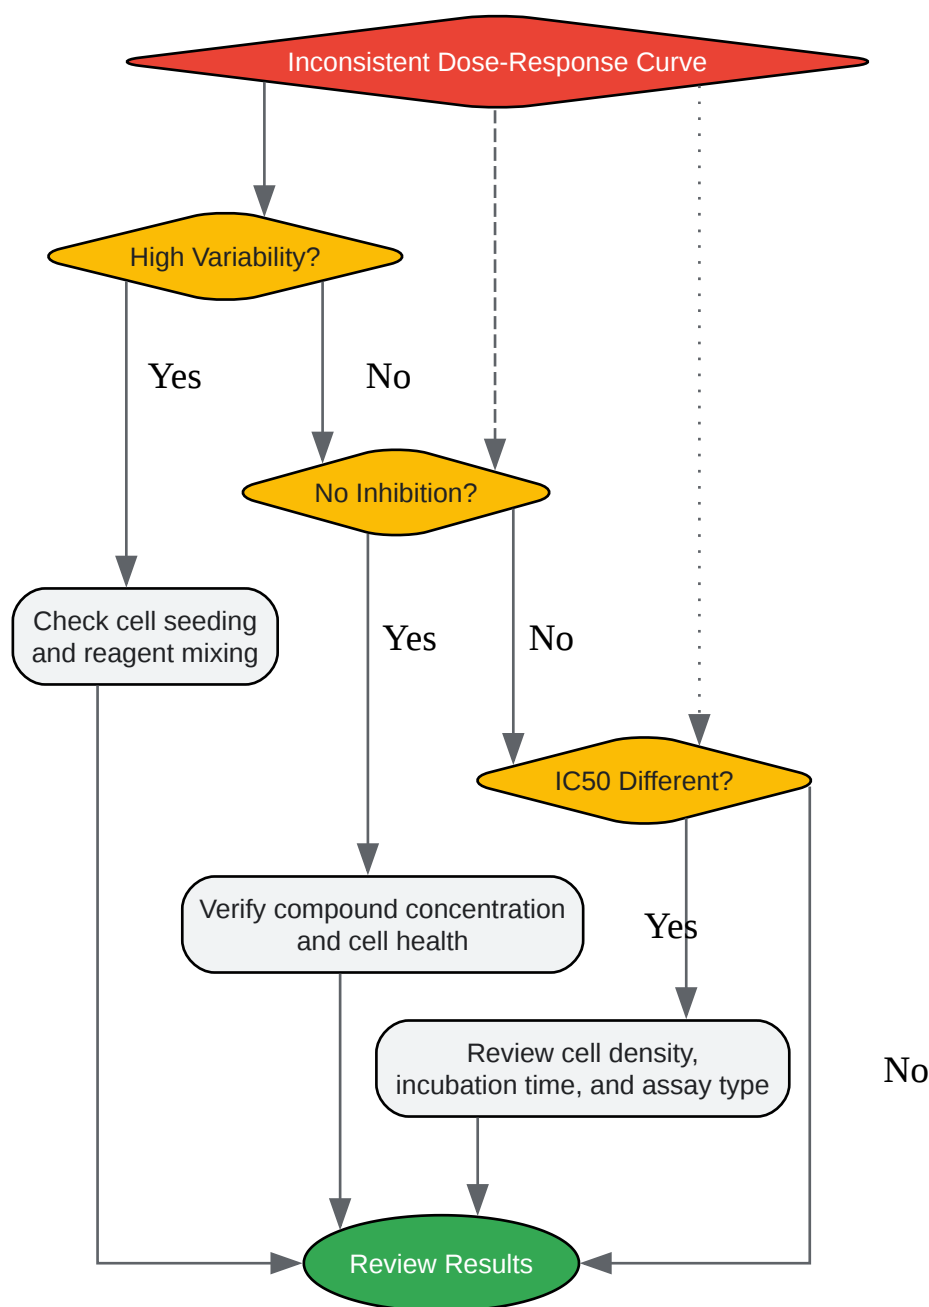 Inconsistent Dose-Response Curve
High Variability?
Yes
No
No Inhibition?
Check cell seeding
and reagent mixing
Yes
No
IC50 Different?
Verify compound concentration
and cell health
Yes
Review cell density,
incubation time, and assay type
No
Review Results